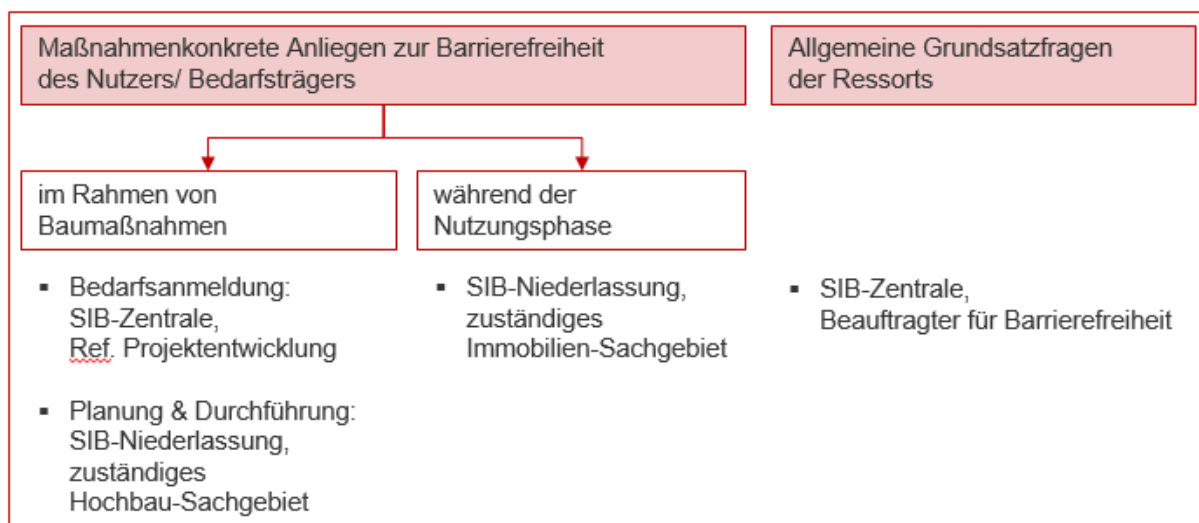 Maßnahmenkonkrete Anliegen zur Barrierefreiheit
des Nutzers/ Bedarfsträgers
Allgemeine Grundsatzfragen
der Ressorts
im Rahmen von
Baumaßnahmen
während der
Nutzungsphase
▪ Bedarfsanmeldung:
SIB-Zentrale,
Ref. Projektentwicklung
▪ Planung & Durchführung:
SIB-Niederlassung,
zuständiges
Hochbau-Sachgebiet
▪ SIB-Niederlassung,
zuständiges
Immobilien-Sachgebiet
▪ SIB-Zentrale,
Beauftragter für Barrierefreiheit